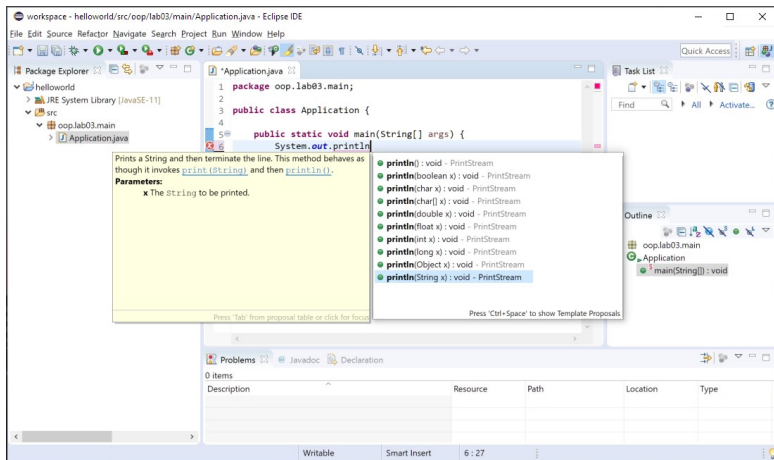 workspace - helloworld/src/oop/lab03/main/Application.java - Eclipse IDE
File Edit Source Refactor Navigate Search Project Run Window Help
Quick Access
Package Explorer
helloworld
JRE System Library [JavaSE-11]
src
oop.lab03.main
Application.java
*Application.java
1 package oop.lab03.main;
2
3 public class Application {
4
5 public static void main(String[] args) {
6 System.out.println
Prints a String and then terminate the line. This method behaves as
though it invokes print(String) and then println().
Parameters:
x The String to be printed.
Press 'Tab' from proposal table or click for focus
println() : void - PrintStream
println(boolean x) : void - PrintStream
println(char x) : void - PrintStream
println(char[] x) : void - PrintStream
println(double x) : void - PrintStream
println(float x) : void - PrintStream
println(int x) : void - PrintStream
println(long x) : void - PrintStream
println(Object x) : void - PrintStream
println(String x) : void - PrintStream
Press 'Ctrl+Space' to show Template Proposals
Task List
Find All Activate...
Outline
oop.lab03.main
Application
main(String[]) : void
Problems Javadoc Declaration
0 items
Description Resource Path Location Type
Writable Smart Insert 6 : 27